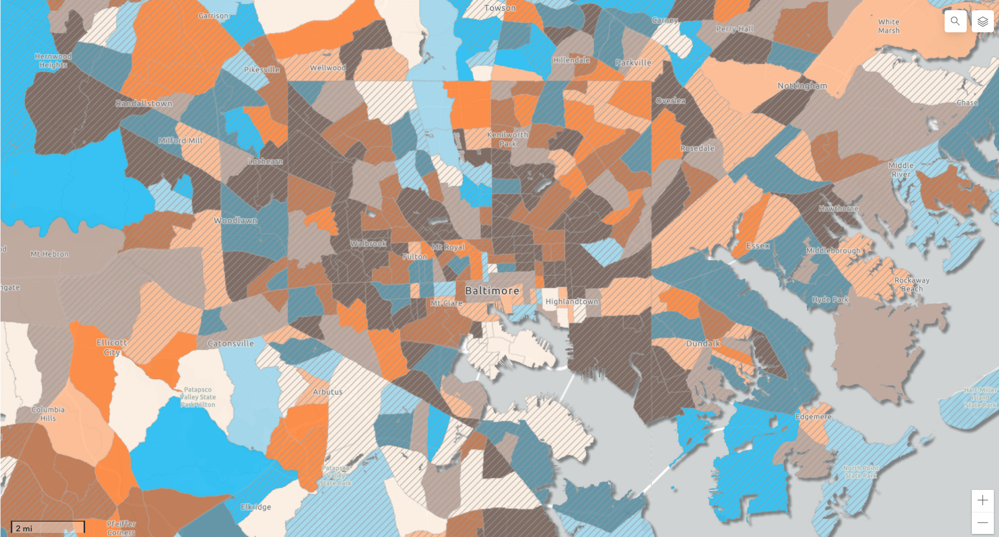 Garrison
Towson
Carney
Perry Hall
White
Marsh
Hernwood
Heights
Pikesville
Wellwood
Hillendale
Parkville
Nottingham
Randallstown
Overlea
Chase
Milford Mill
Kenilworth
Park
Rosedale
Lochearn
Middle
River
Woodlawn
Hawthorne
Mt Hebron
Walbrook
Mt Royal
Fulton
Essex
Middleborough
Baltimore
Rockaway
Beach
Mt Clare
Highlandtown
Hyde Park
Ellicott
City
Catonsville
Dundalk
Patapsco
Valley State
Park-Hilton
Arbutus
Hart-Miller
Island
State Park
Columbia
Hills
Edgemere
Patapsco
Valley
State Park
North Point
State Park
Elkridge
Pfeiffer
Corners
2 mi